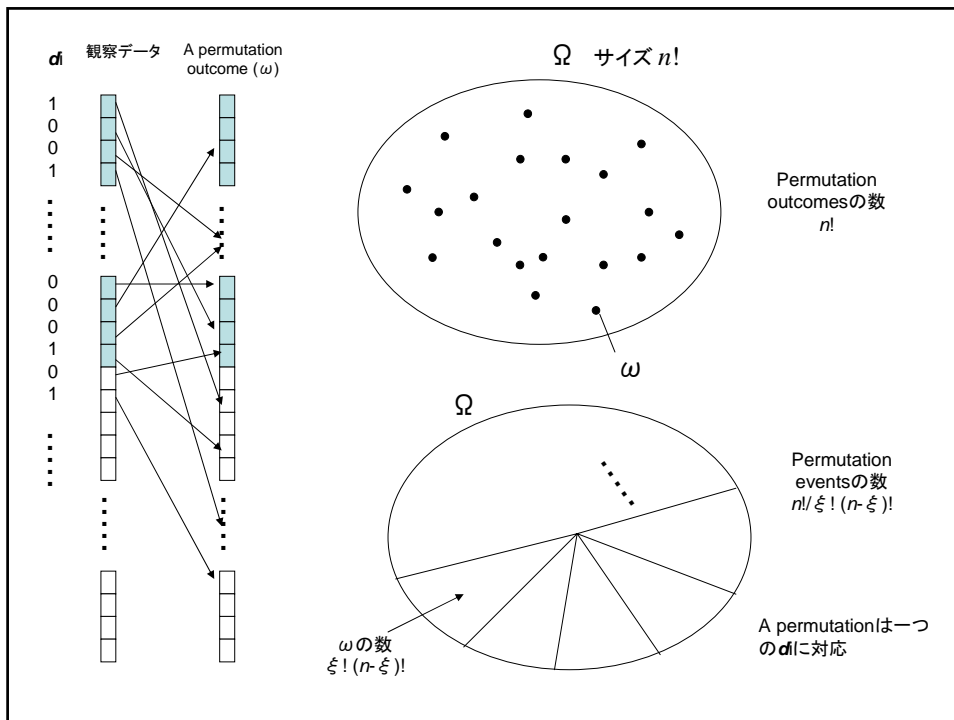 di
観察データ
A permutation
outcome (ω)
1
0
0
1
0
0
0
1
0
1
Ω サイズ n!
Permutation
outcomesの数
n!
ω
Ω
Permutation
eventsの数
n!/ξ! (n-ξ)!
ωの数
ξ! (n-ξ)!
A permutationは一つ
のdiに対応